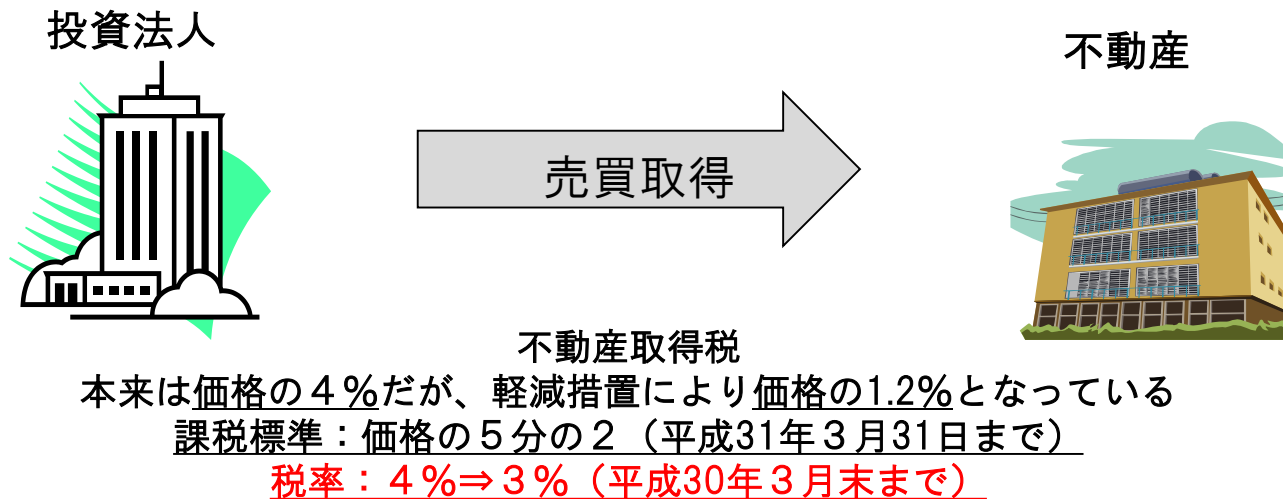 投資法人
不動産
売買取得
不動産取得税
本来は価格の４％だが、軽減措置により価格の1.2％となっている
課税標準：価格の５分の２（平成31年３月31日まで）
税率：４％⇒３％（平成30年３月末まで）